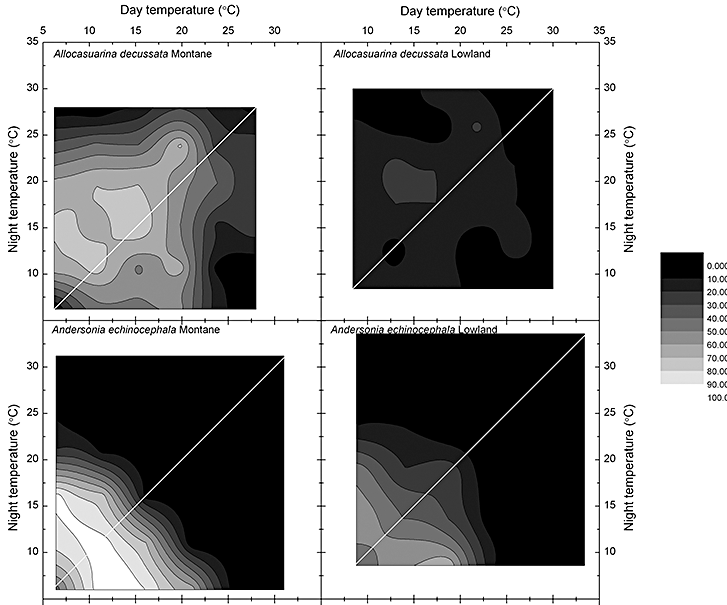 Day temperature (°C)
Day temperature (°C)
5 10 15 20 25 30
10 15 20 25 30 35
35
30
25
20
15
10
Night temperature (°C)
Allocasuarina decussata Montane
Allocasuarina decussata Lowland
35
30
25
20
15
10
Night temperature (°C)
0.000
10.00
20.00
30.00
40.00
50.00
60.00
70.00
80.00
90.00
100.0
Andersonia echinocephala Montane
Andersonia echinocephala Lowland
30
25
20
15
10
Night temperature (°C)
30
25
20
15
10
Night temperature (°C)